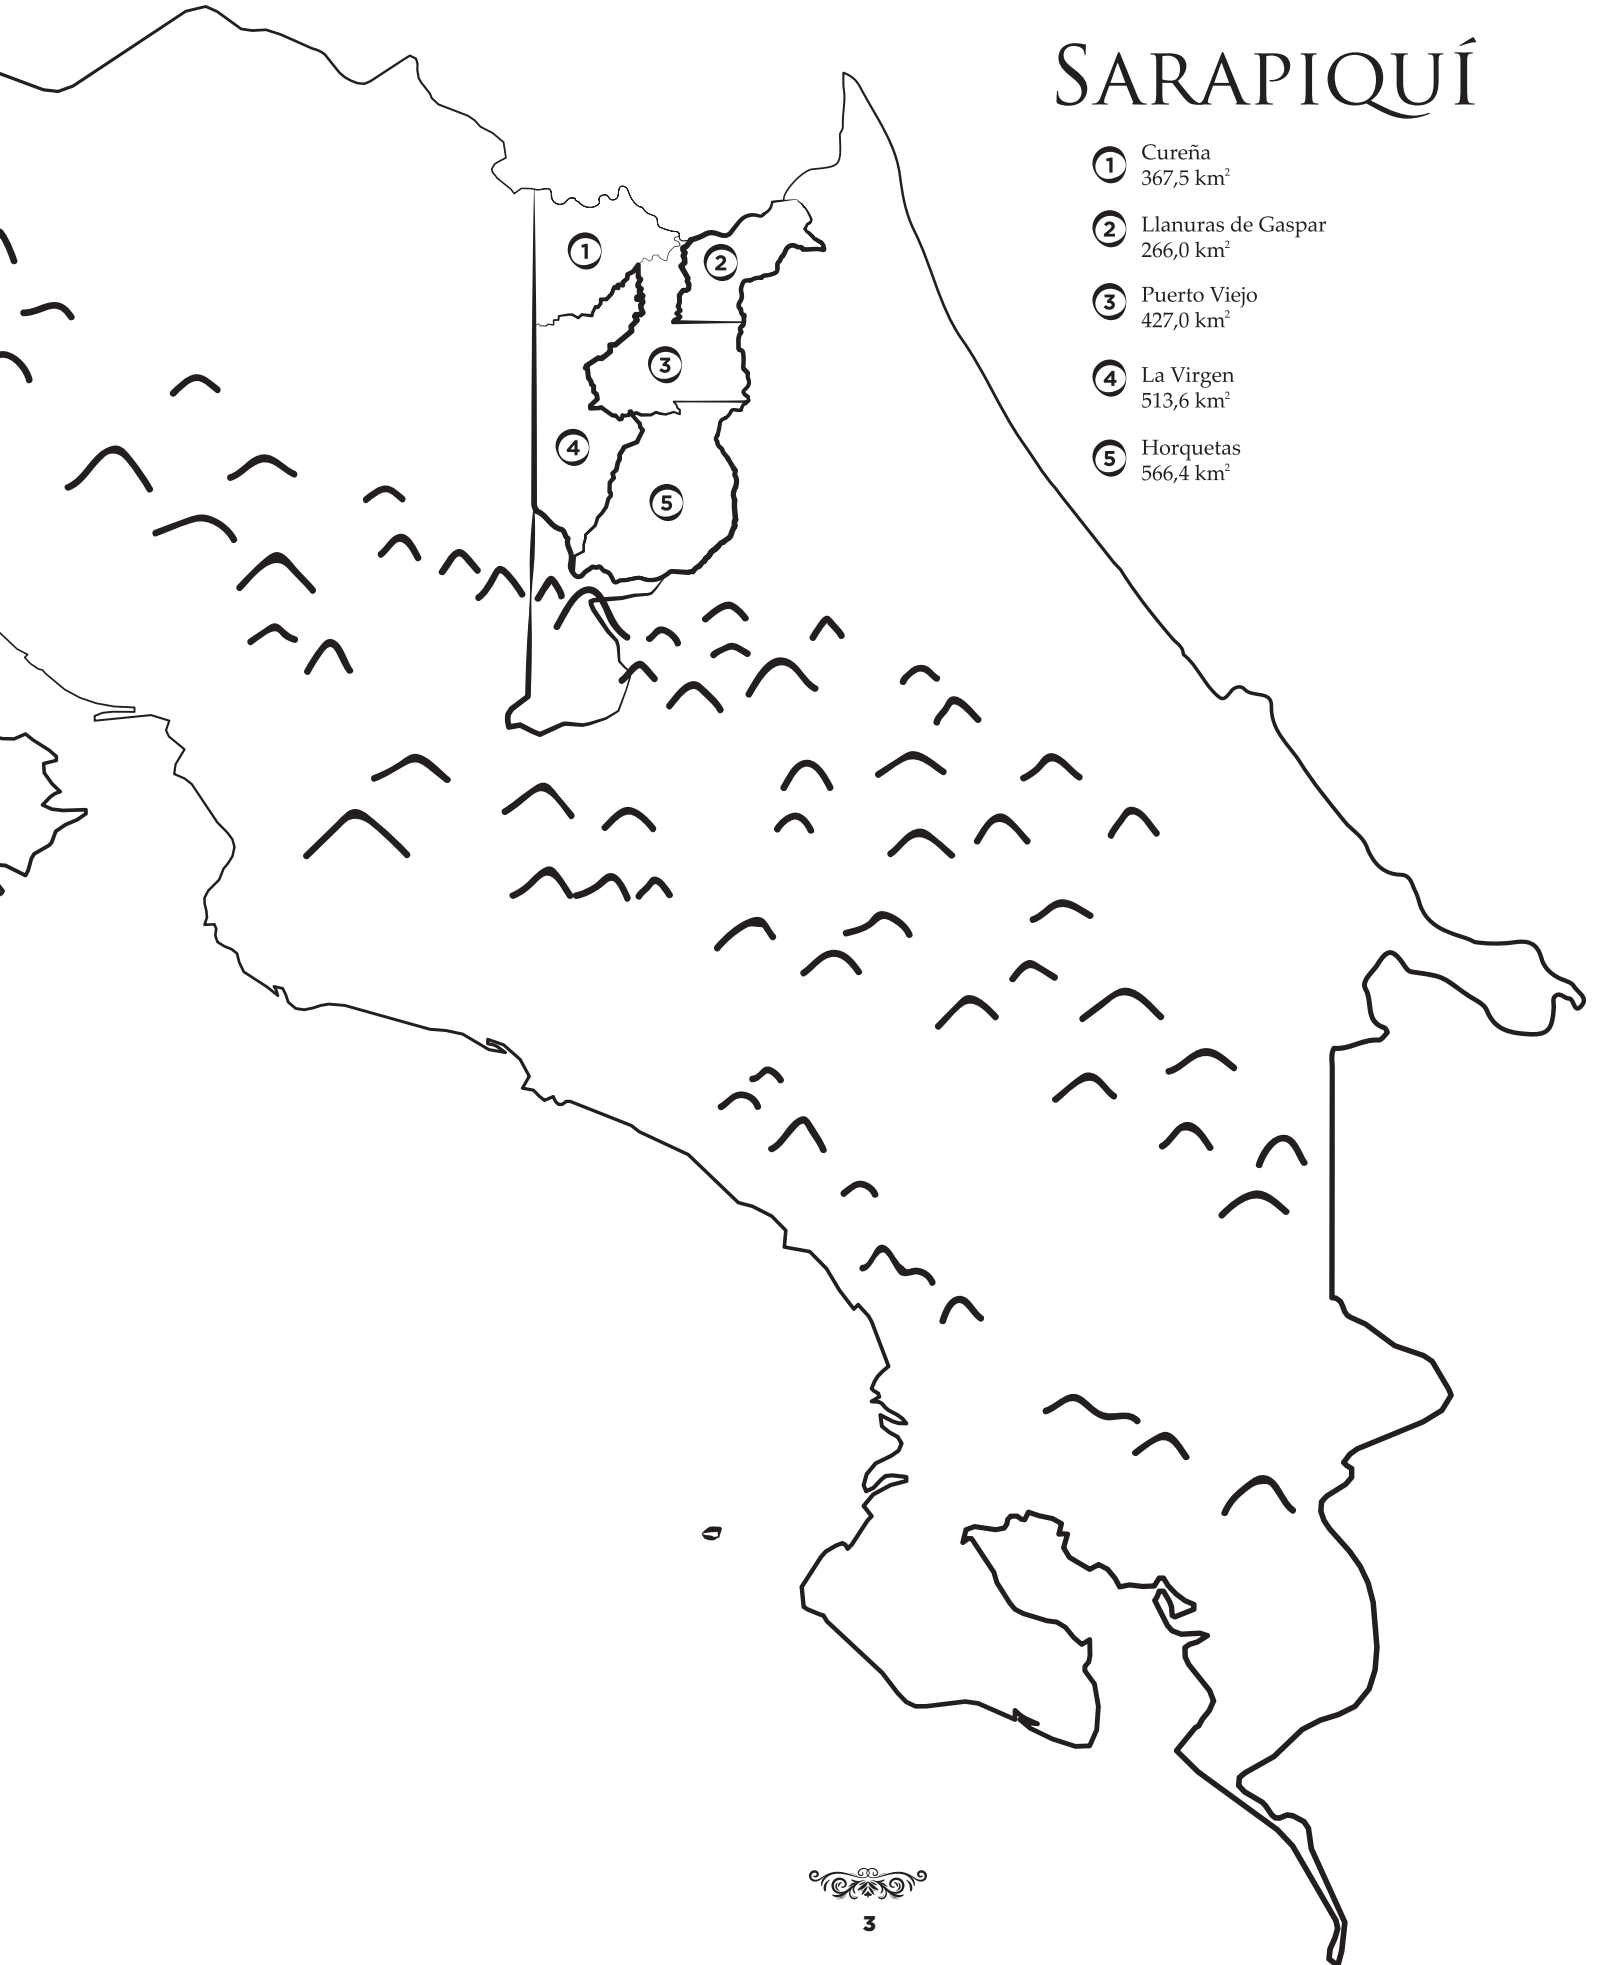 SARAPIQUÍ
1
Cureña
367,5 km²
2
Llanuras de Gaspar
266,0 km²
3
Puerto Viejo
427,0 km²
4
La Virgen
513,6 km²
5
Horquetas
566,4 km²
1
2
3
4
5
3